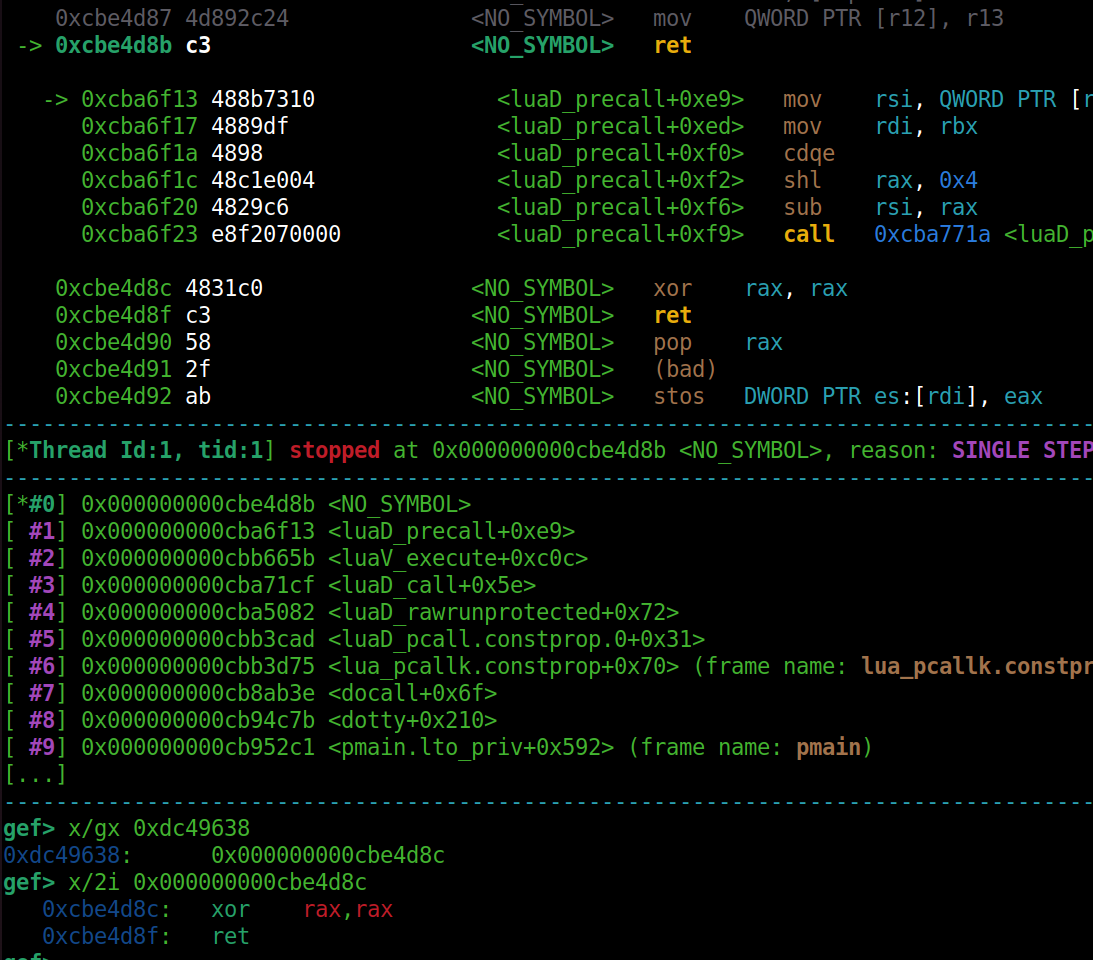 0xcbe4d87 4d892c24 <NO_SYMBOL> mov QWORD PTR [r12], r13
-> 0xcbe4d8b c3 <NO_SYMBOL> ret
-> 0xcba6f13 488b7310 <luaD_precall+0xe9> mov rsi, QWORD PTR [r
0xcba6f17 4889df <luaD_precall+0xed> mov rdi, rbx
0xcba6f1a 4898 <luaD_precall+0xf0> cdqe
0xcba6f1c 48c1e004 <luaD_precall+0xf2> shl rax, 0x4
0xcba6f20 4829c6 <luaD_precall+0xf6> sub rsi, rax
0xcba6f23 e8f2070000 <luaD_precall+0xf9> call 0xcba771a <luaD_p
0xcbe4d8c 4831c0 <NO_SYMBOL> xor rax, rax
0xcbe4d8f c3 <NO_SYMBOL> ret
0xcbe4d90 58 <NO_SYMBOL> pop rax
0xcbe4d91 2f <NO_SYMBOL> (bad)
0xcbe4d92 ab <NO_SYMBOL> stos DWORD PTR es:[rdi], eax
[*Thread Id:1, tid:1] stopped at 0x000000000cbe4d8b <NO_SYMBOL>, reason: SINGLE STEP
[*#0] 0x000000000cbe4d8b <NO_SYMBOL>
[ #1] 0x000000000cba6f13 <luaD_precall+0xe9>
[ #2] 0x000000000cbb665b <luaV_execute+0xc0c>
[ #3] 0x000000000cba71cf <luaD_call+0x5e>
[ #4] 0x000000000cba5082 <luaD_rawrunprotected+0x72>
[ #5] 0x000000000cbb3cad <luaD_pcall.constprop.0+0x31>
[ #6] 0x000000000cbb3d75 <lua_pcallk.constprop+0x70> (frame name: lua_pcallk.constpr
[ #7] 0x000000000cb8ab3e <docall+0x6f>
[ #8] 0x000000000cb94c7b <dotty+0x210>
[ #9] 0x000000000cb952c1 <pmain.lto_priv+0x592> (frame name: pmain)
[...]
gef> x/gx 0xdc49638
0xdc49638: 0x000000000cbe4d8c
gef> x/2i 0x000000000cbe4d8c
0xcbe4d8c: xor rax,rax
0xcbe4d8f: ret
gef>